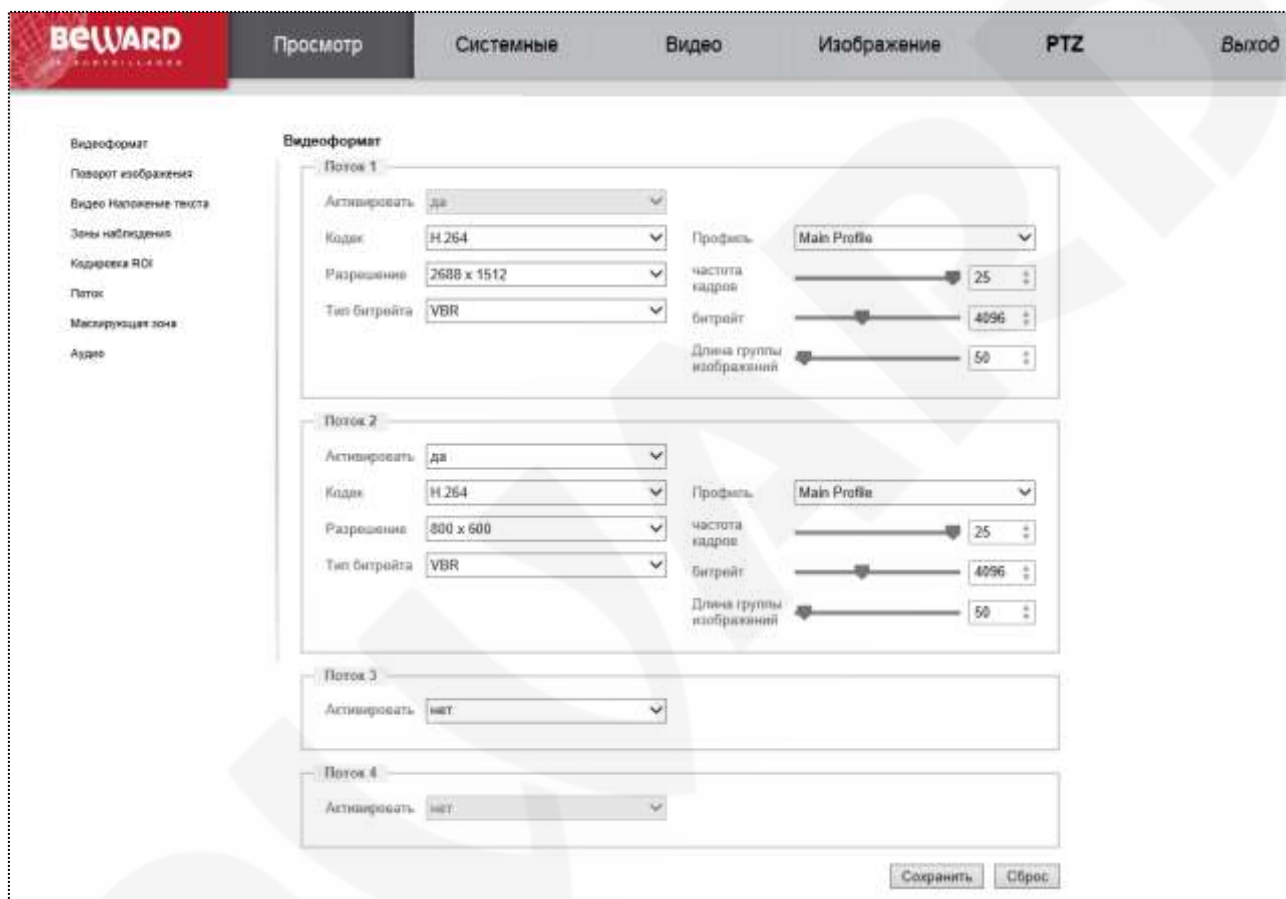 BEWARD
Просмотр
Системные
Видео
Изображение
PTZ
Выход
Видеоформат
Поворот изображения
Видео Наложение текста
Зоны наблюдения
Кодировка ROI
Поток
Маскирующая зона
Аудио
Видеоформат
Поток 1
Активировать да
Кодек H.264
Профиль Main Profile
Разрешение 2688 x 1512
частота кадров 25
Тип битрейта VBR
битрейт 4096
Длина группы изображений 50
Поток 2
Активировать да
Кодек H.264
Профиль Main Profile
Разрешение 800 x 600
частота кадров 25
Тип битрейта VBR
битрейт 4096
Длина группы изображений 50
Поток 3
Активировать нет
Поток 4
Активировать нет
Сохранить
Сброс